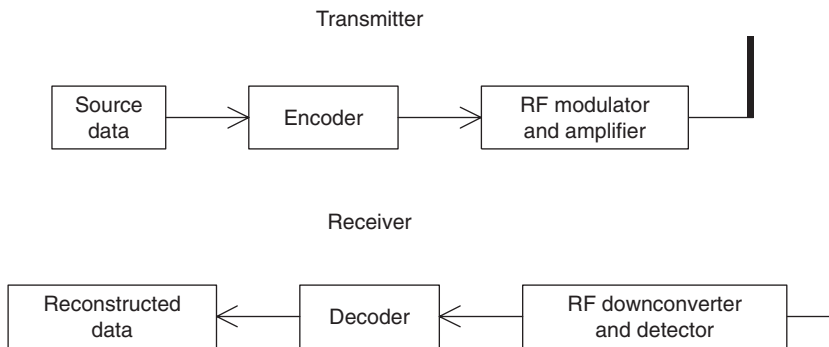 Transmitter
Source
data
Encoder
RF modulator
and amplifier
Receiver
Reconstructed
data
Decoder
RF downconverter
and detector